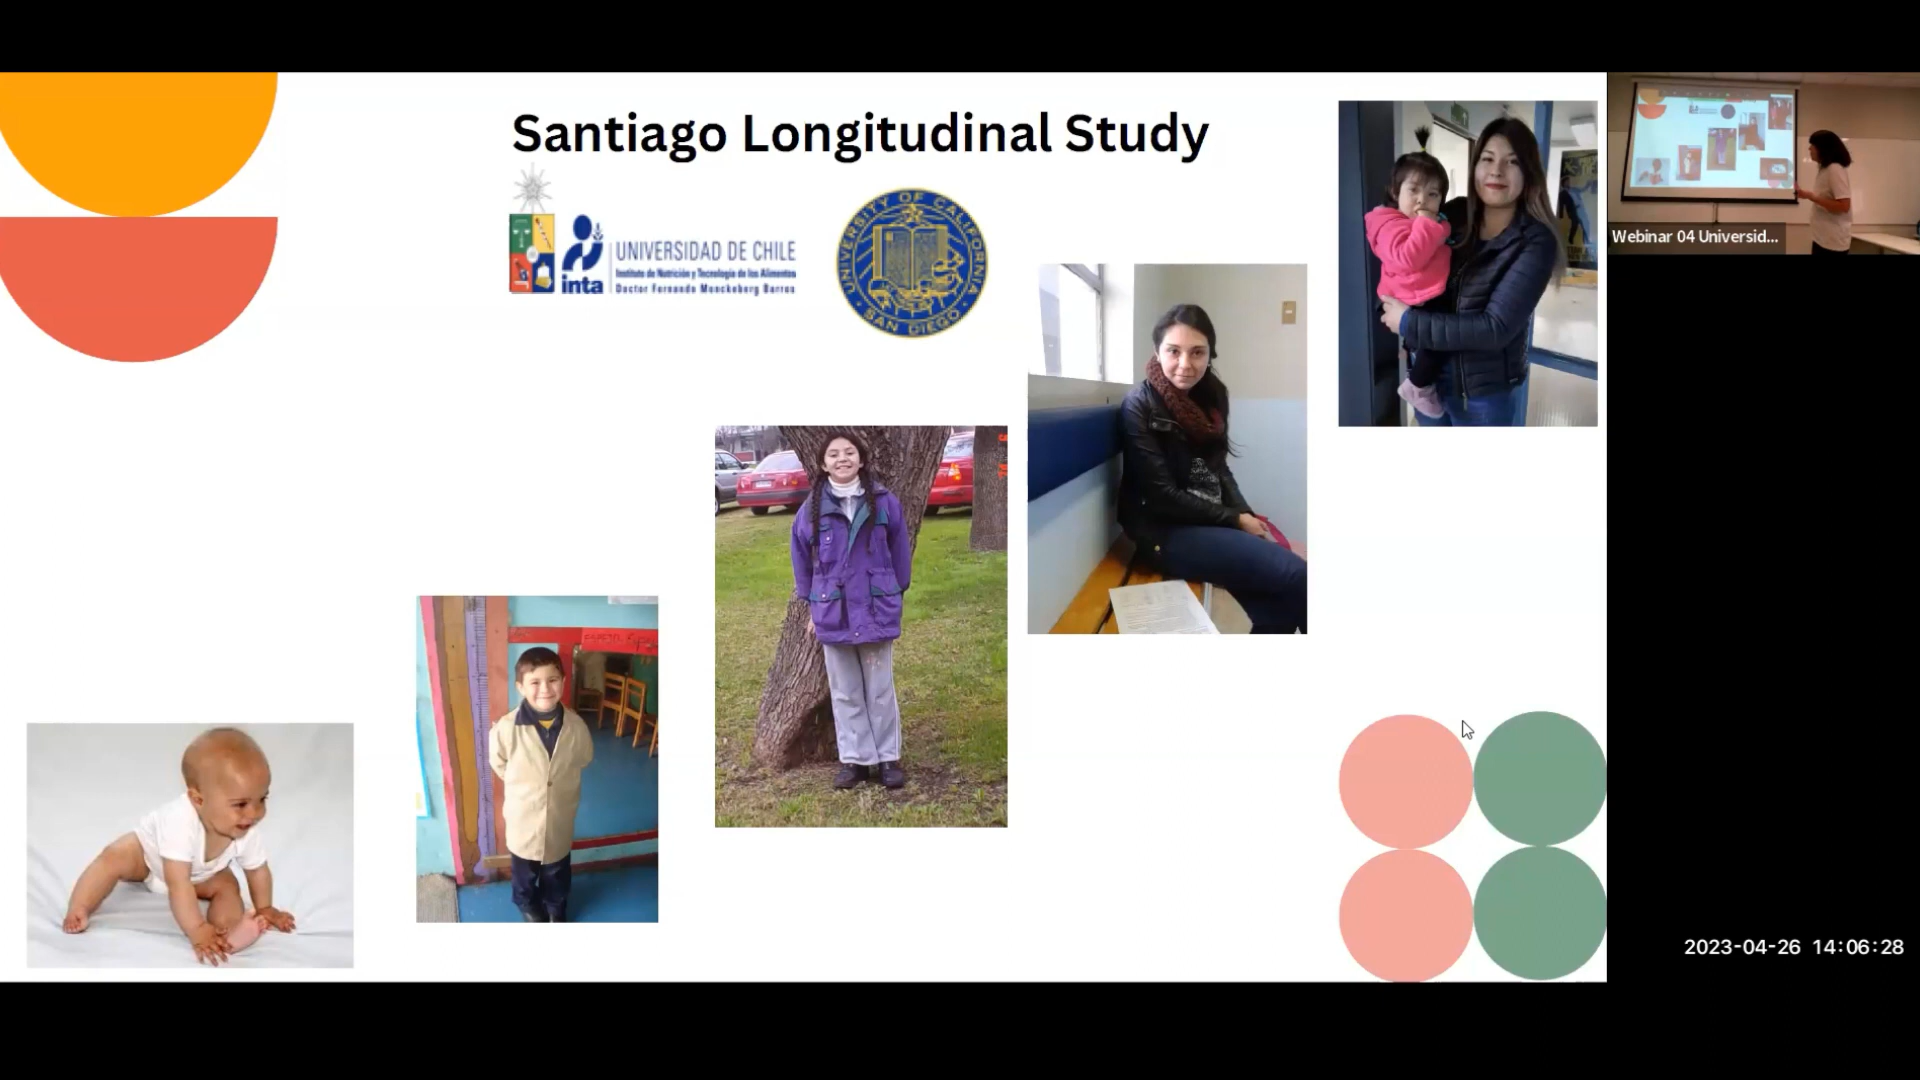 Santiago Longitudinal Study
UNIVERSIDAD DE CHILE
Instituto de Nutrición y Tecnología de los Alimentos
Doctor Fernando Monckeberg Barros
inta
UNIVERSITY OF CALIFORNIA
SAN DIEGO
Webinar 04 Universid...
2023-04-26 14:06:28